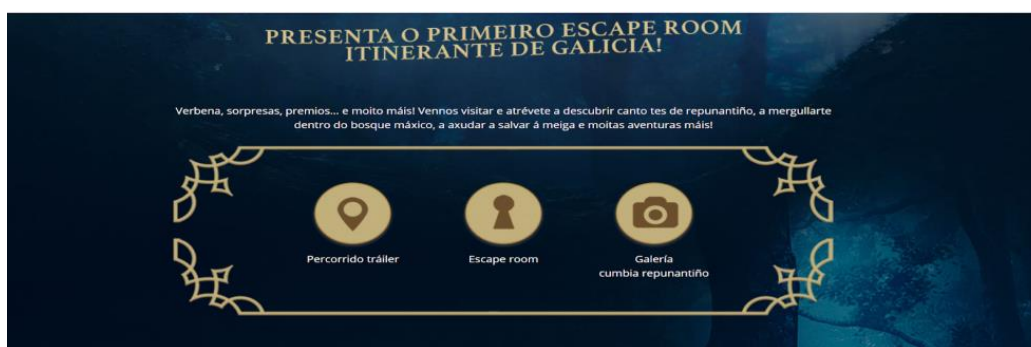 PRESENTA O PRIMEIRO ESCAPE ROOM
ITINERANTE DE GALICIA!
Verbena, sorpresas, premios... e moito máis! Vennos visitar e atrévete a descubrir canto tes de repunantiño, a mergullarte
dentro do bosque máxico, a axudar a salvar á meiga e moitas aventuras máis!
Percorrido tráiler
Escape room
Galería
cumbia repunantiño